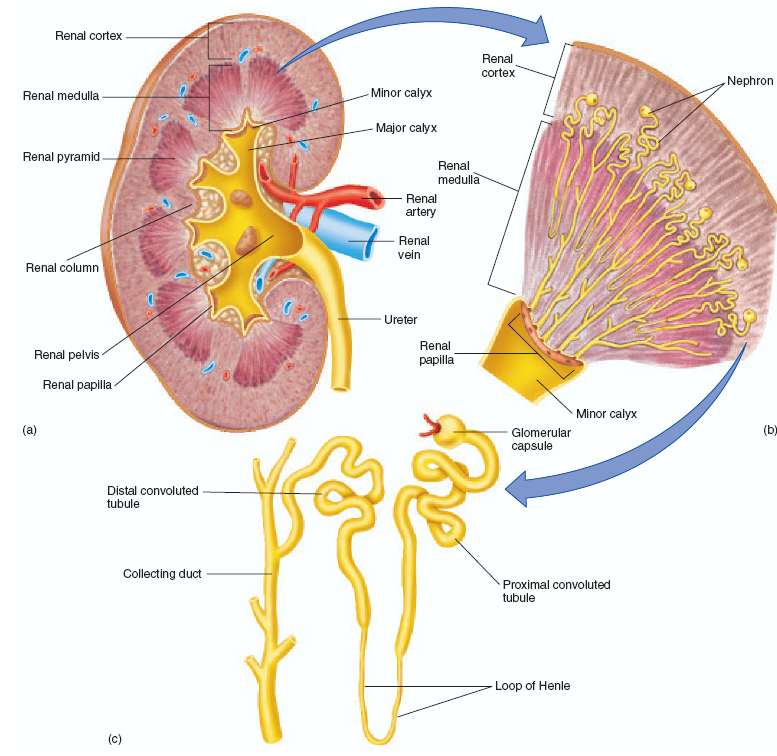 Renal cortex
Renal medulla
Renal pyramid
Renal column
Renal pelvis
Renal papilla
Minor calyx
Major calyx
Renal
artery
Renal
vein
Ureter
(a)
Renal
cortex
Nephron
Renal
medulla
Renal
papilla
Minor calyx
(b)
Glomerular
capsule
Distal convoluted
tubule
Collecting duct
Proximal convoluted
tubule
Loop of Henle
(c)